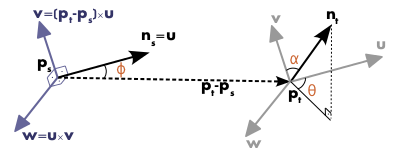 v=(pt-ps)×u
ns=u
ps
ϕ
w=u×v
pt-ps
v
nt
u
α
θ
pt
w